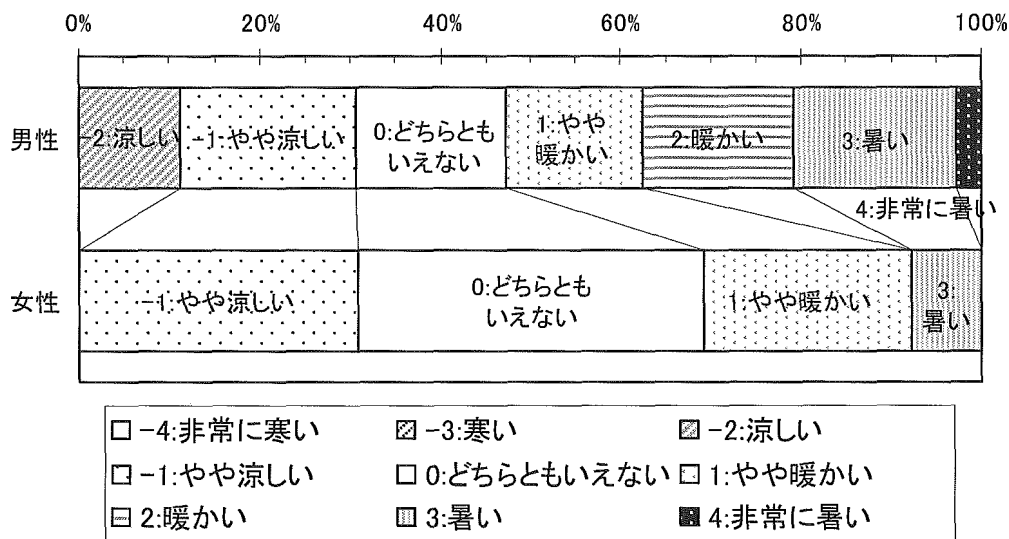 0% 20% 40% 60% 80% 100%
男性
-2:涼しい
-1:やや涼しい
0:どちらとも
いえない
1:やや
暖かい
2:暖かい
3:暑い
4:非常に暑い
女性
-1:やや涼しい
0:どちらとも
いえない
1:やや暖かい
3:
暑い
-4:非常に寒い -3:寒い -2:涼しい
-1:やや涼しい 0:どちらともいえない 1:やや暖かい
2:暖かい 3:暑い 4:非常に暑い